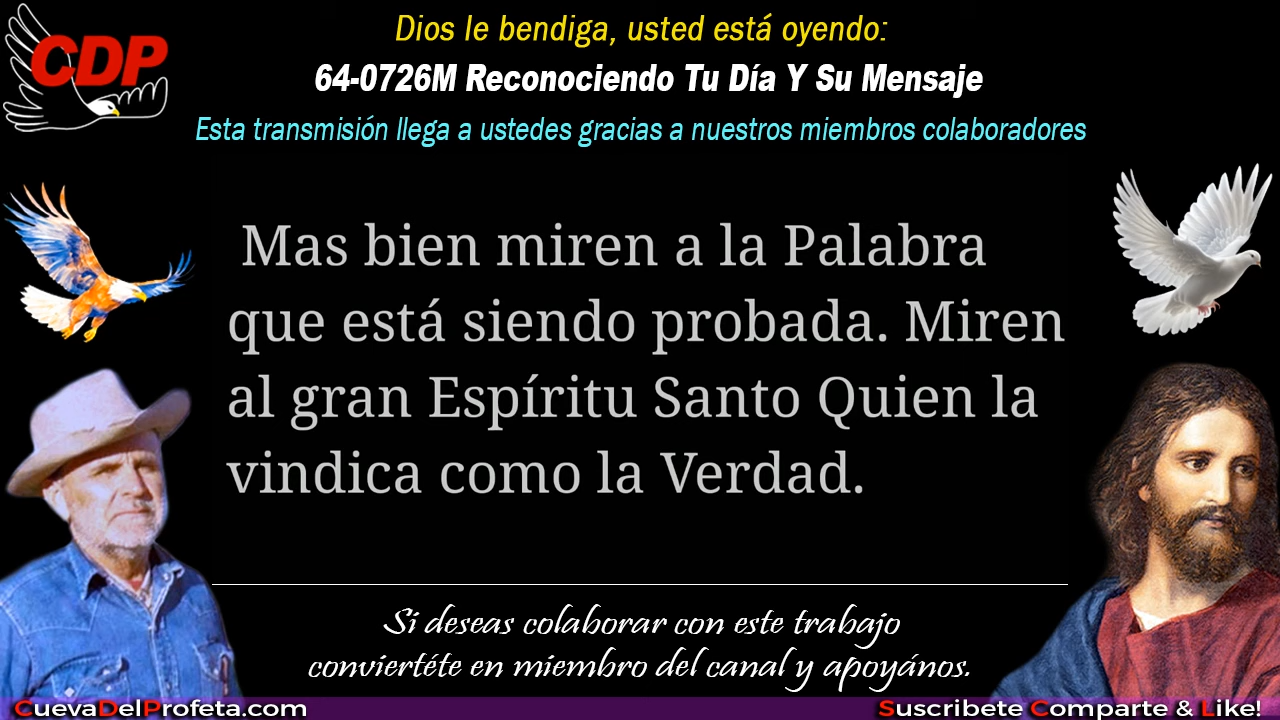 CDP
Dios le bendiga, usted está oyendo:
64-0726M Reconociendo Tu Día Y Su Mensaje
Esta transmisión llega a ustedes gracias a nuestros miembros colaboradores
Mas bien miren a la Palabra
que está siendo probada. Miren
al gran Espíritu Santo Quien la
vindica como la Verdad.
Si deseas colaborar con este trabajo
conviertéte en miembro del canal y apoyános.
CuevaDelProfeta.com
Suscribete Comparte & Like!